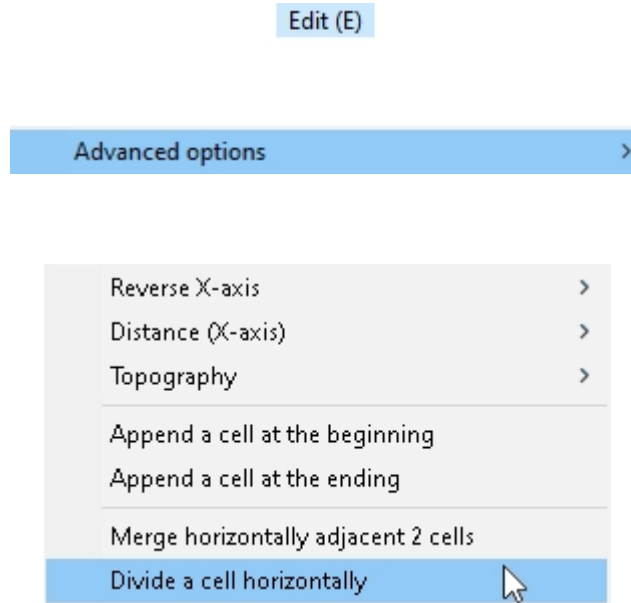 Edit (E)
Advanced options
Reverse X-axis
Distance (X-axis)
Topography
Append a cell at the beginning
Append a cell at the ending
Merge horizontally adjacent 2 cells
Divide a cell horizontally